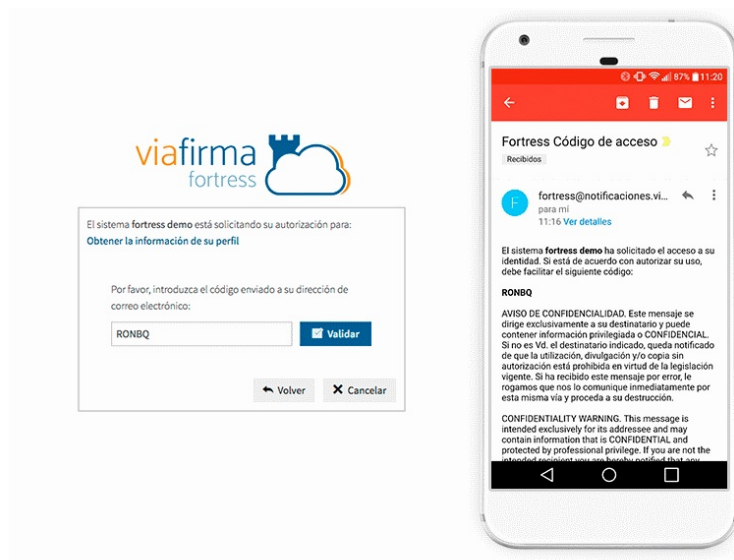 viafirma
fortress
El sistema fortress demo está solicitando su autorización para:
Obtener la información de su perfil
Por favor, introduzca el código enviado a su dirección de
correo electrónico:
RONBQ
Validar
Volver
Cancelar
87% 11:20
Fortress Código de acceso
Recibidos
F
fortress@notificaciones.vi...
para mí
11:16 Ver detalles
El sistema fortress demo ha solicitado el acceso a su
identidad. Si está de acuerdo con autorizar su uso,
debe facilitar el siguiente código:
RONBQ
AVISO DE CONFIDENCIALIDAD. Este mensaje se
dirige exclusivamente a su destinatario y puede
contener información privilegiada o CONFIDENCIAL.
Si no es Vd. el destinatario indicado, queda notificado
de que la utilización, divulgación y/o copia sin
autorización está prohibida en virtud de la legislación
vigente. Si ha recibido este mensaje por error, le
rogamos que nos lo comunique inmediatamente por
esta misma vía y proceda a su destrucción.
CONFIDENTIALITY WARNING. This message is
intended exclusively for its addressee and may
contain information that is CONFIDENTIAL and
protected by professional privilege. If you are not the
intended recipient you are hereby notified that any